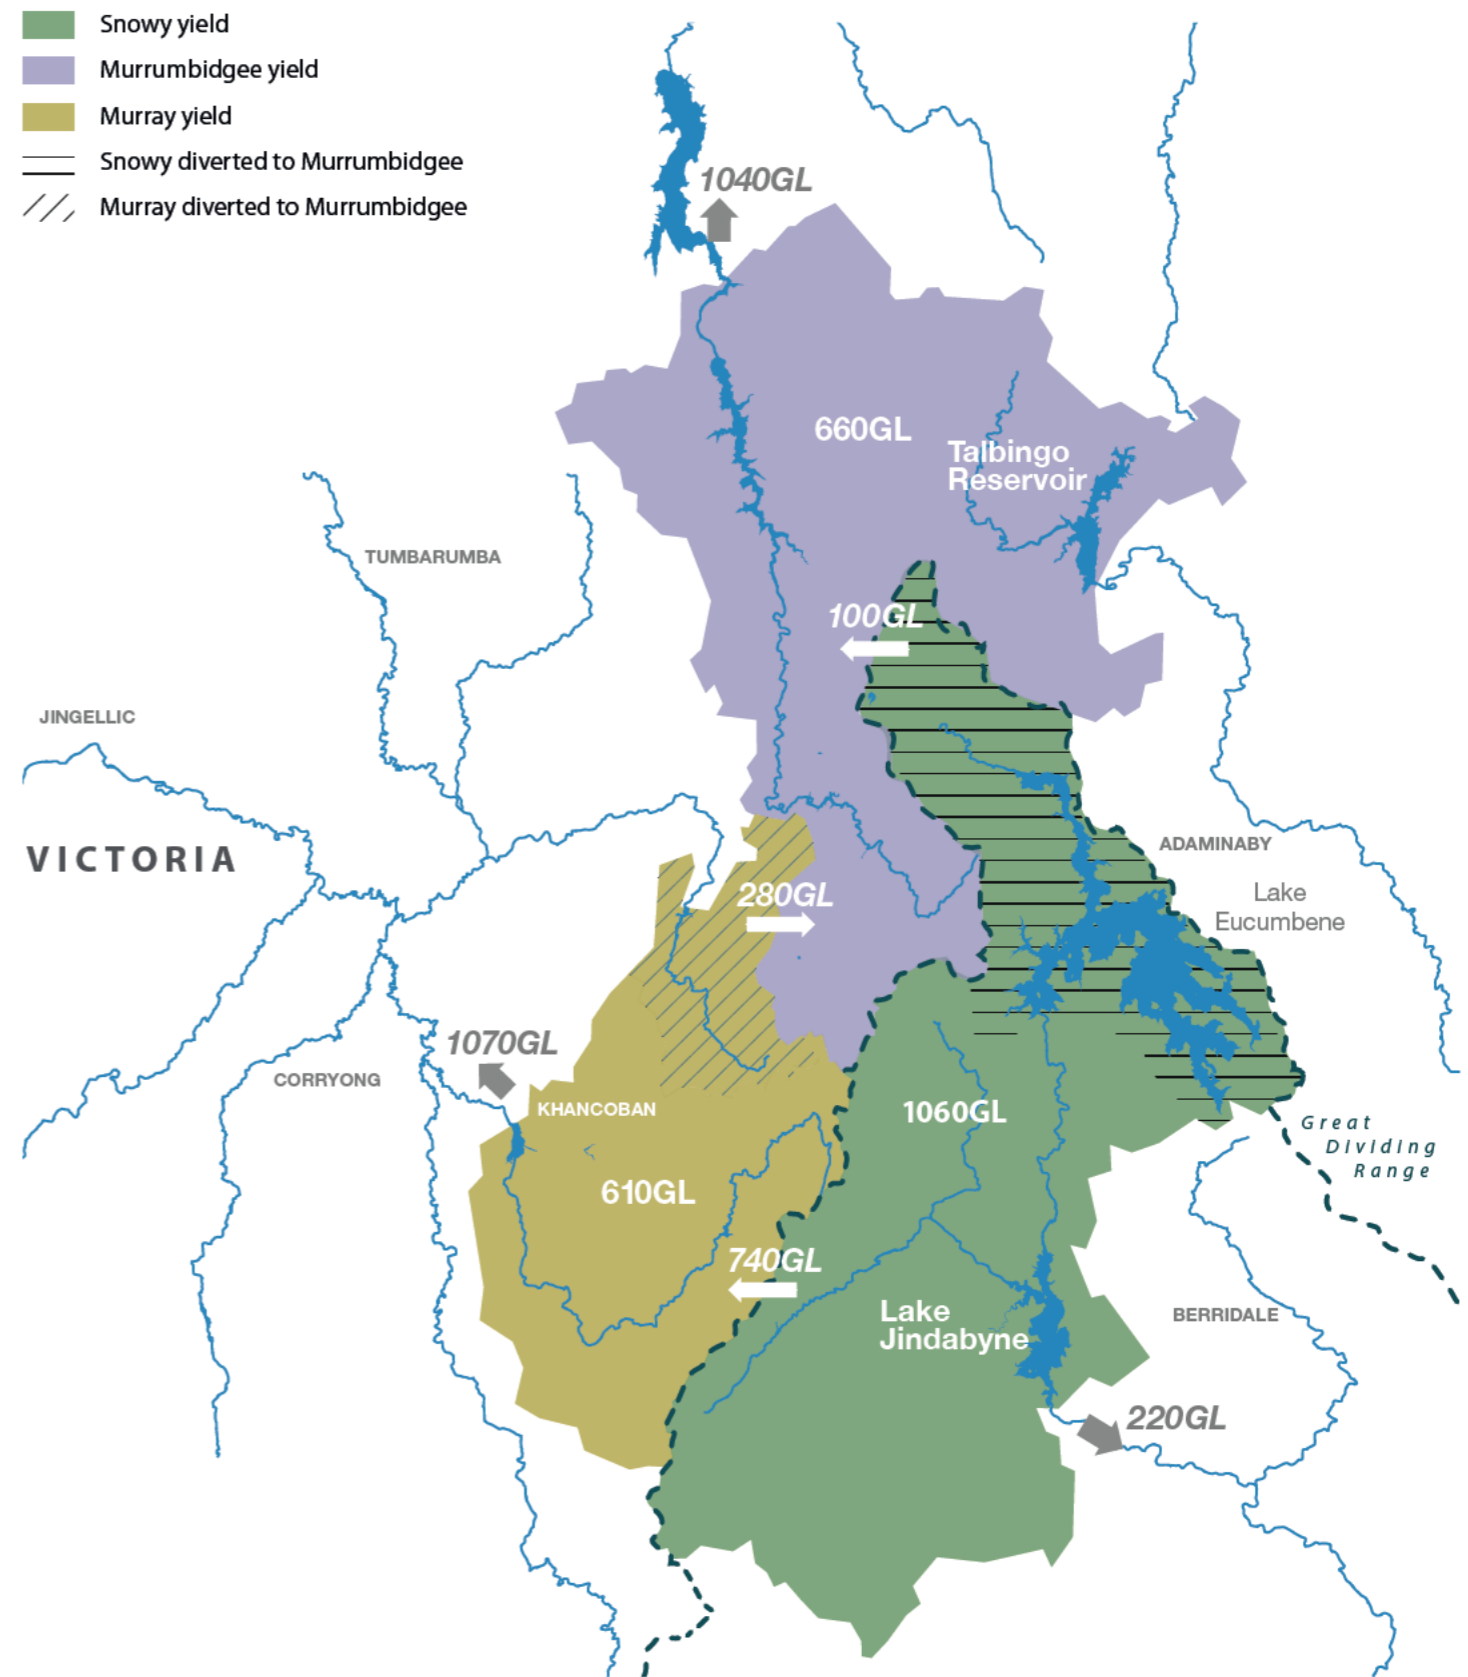 Snowy yield
Murrumbidgee yield
Murray yield
Snowy diverted to Murrumbidgee
Murray diverted to Murrumbidgee
1040GL
660GL
Talbingo
Reservoir
TUMBARUMBA
100GL
JINGELLIC
VICTORIA
ADAMINABY
280GL
Lake
Eucumbene
1070GL
CORRYONG
KHANCOBAN
1060GL
Great
Dividing
Range
610GL
740GL
Lake
Jindabyne
BERRIDALE
220GL